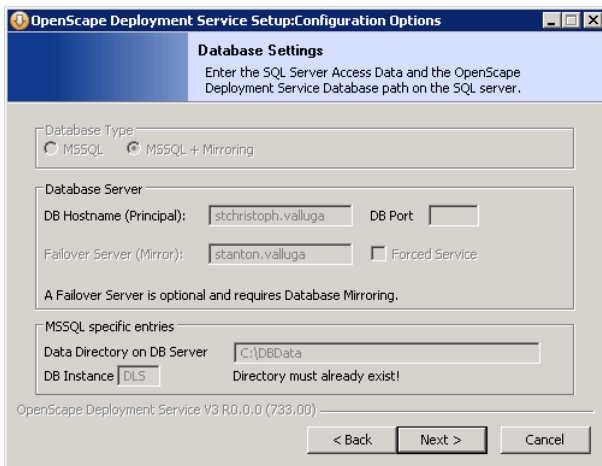 OpenScape Deployment Service Setup:Configuration Options
Database Settings
Enter the SQL Server Access Data and the OpenScape
Deployment Service Database path on the SQL server.
Database Type
MSSQL MSSQL + Mirroring
Database Server
DB Hostname (Principal): stchristoph.valluga DB Port
Failover Server (Mirror): stanton.valluga Forced Service
A Failover Server is optional and requires Database Mirroring.
MSSQL specific entries
Data Directory on DB Server C:\DBData
DB Instance DLS Directory must already exist!
OpenScape Deployment Service V3 R0.0.0 (733.00)
< Back Next > Cancel